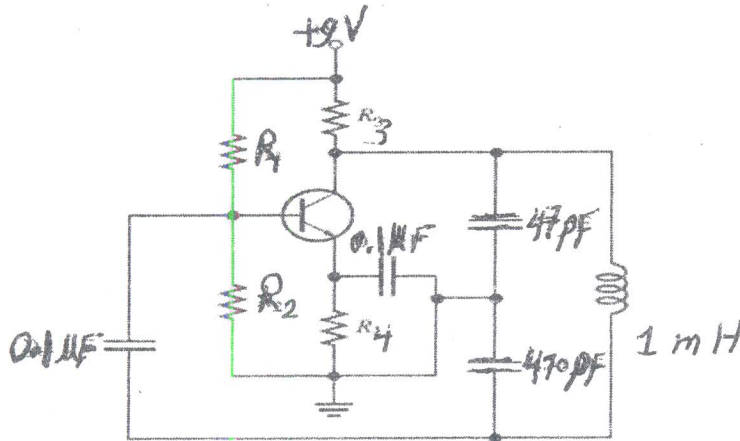 +9V
R3
R1
0.1µF
47pF
R2
R4
0.1µF
470pF
1 mH